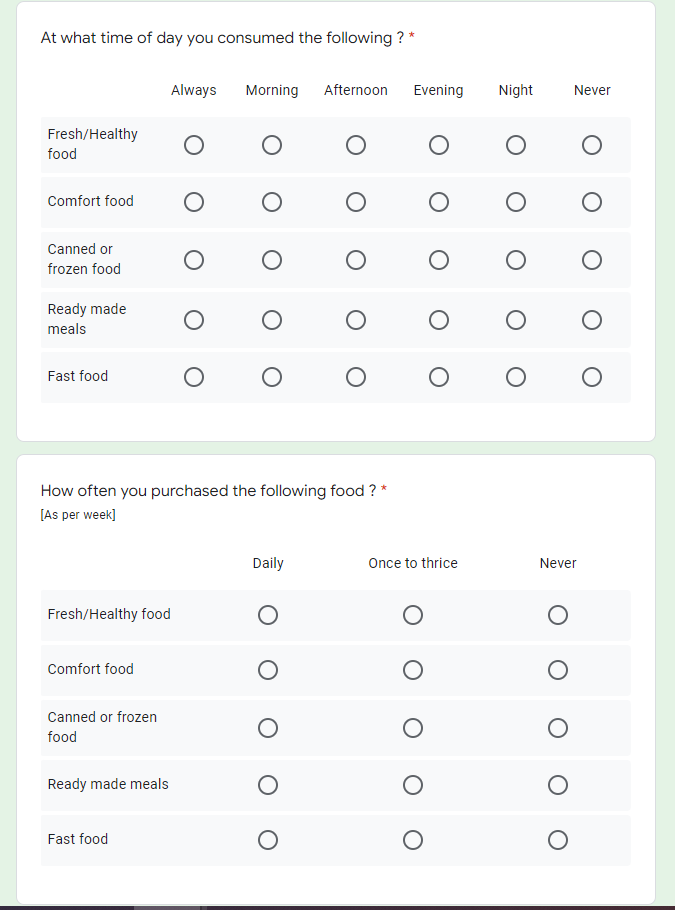 At what time of day you consumed the following ? *
Always Morning Afternoon Evening Night Never
Fresh/Healthy
food
Comfort food
Canned or
frozen food
Ready made
meals
Fast food
How often you purchased the following food ? *
[As per week]
Daily Once to thrice Never
Fresh/Healthy food
Comfort food
Canned or frozen
food
Ready made meals
Fast food